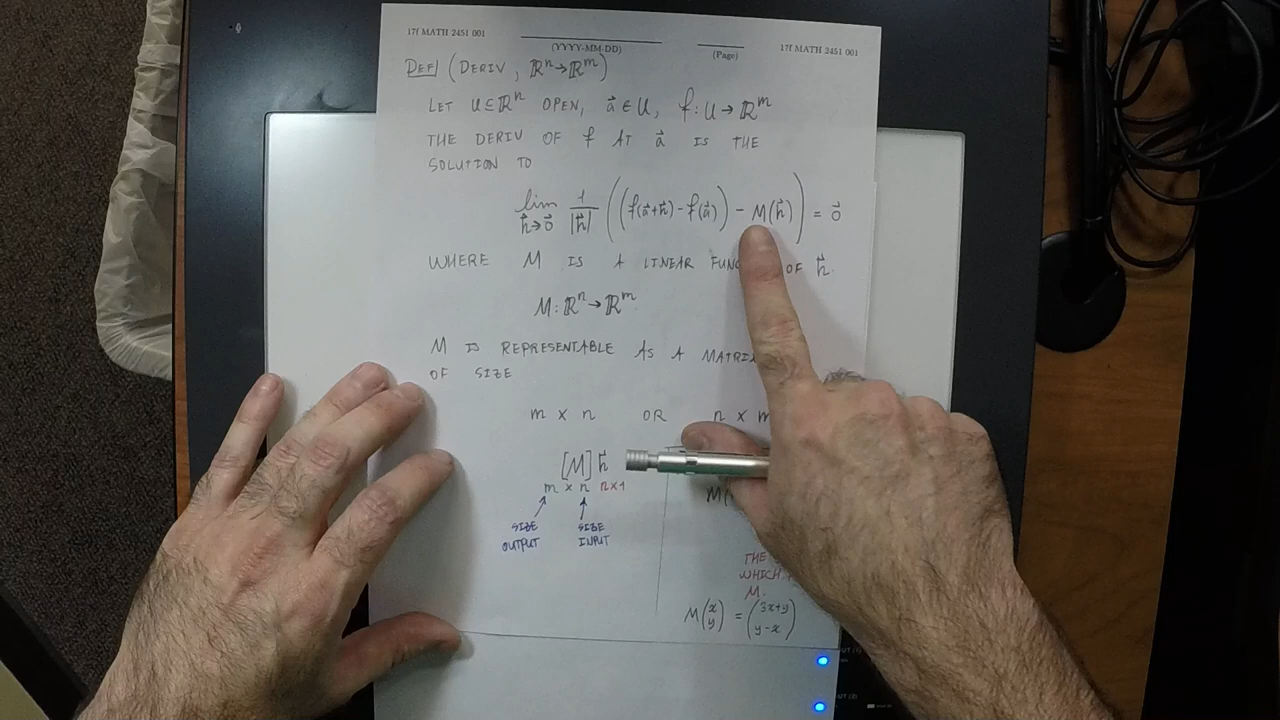 17f MATH 2451 001
(YYYY-MM-DD)
(Page)
17f MATH 2451 001
DEF (DERIV, ℝⁿ→ℝᵐ)
LET U⊆ℝⁿ OPEN, a⃗ ∈ U, f: U → ℝᵐ
THE DERIV OF f AT a⃗ IS THE
SOLUTION TO
lim h⃗→0⃗ 1/|h⃗| ((f(a⃗+h⃗) - f(a⃗)) - M(h⃗)) = 0⃗
WHERE M IS A LINEAR OF h⃗.
M: ℝⁿ → ℝᵐ
M IS REPRESENTABLE AS A
OF SIZE
m × n OR n × m
[M] h⃗
m × n n×1
SIZE OUTPUT
SIZE INPUT
THE
WHICH
M.
M(x y) = (3x+y y-x)